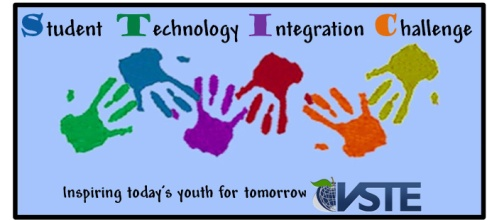 Student Technology Integration Challenge
Inspiring today's youth for tomorrow VSTE